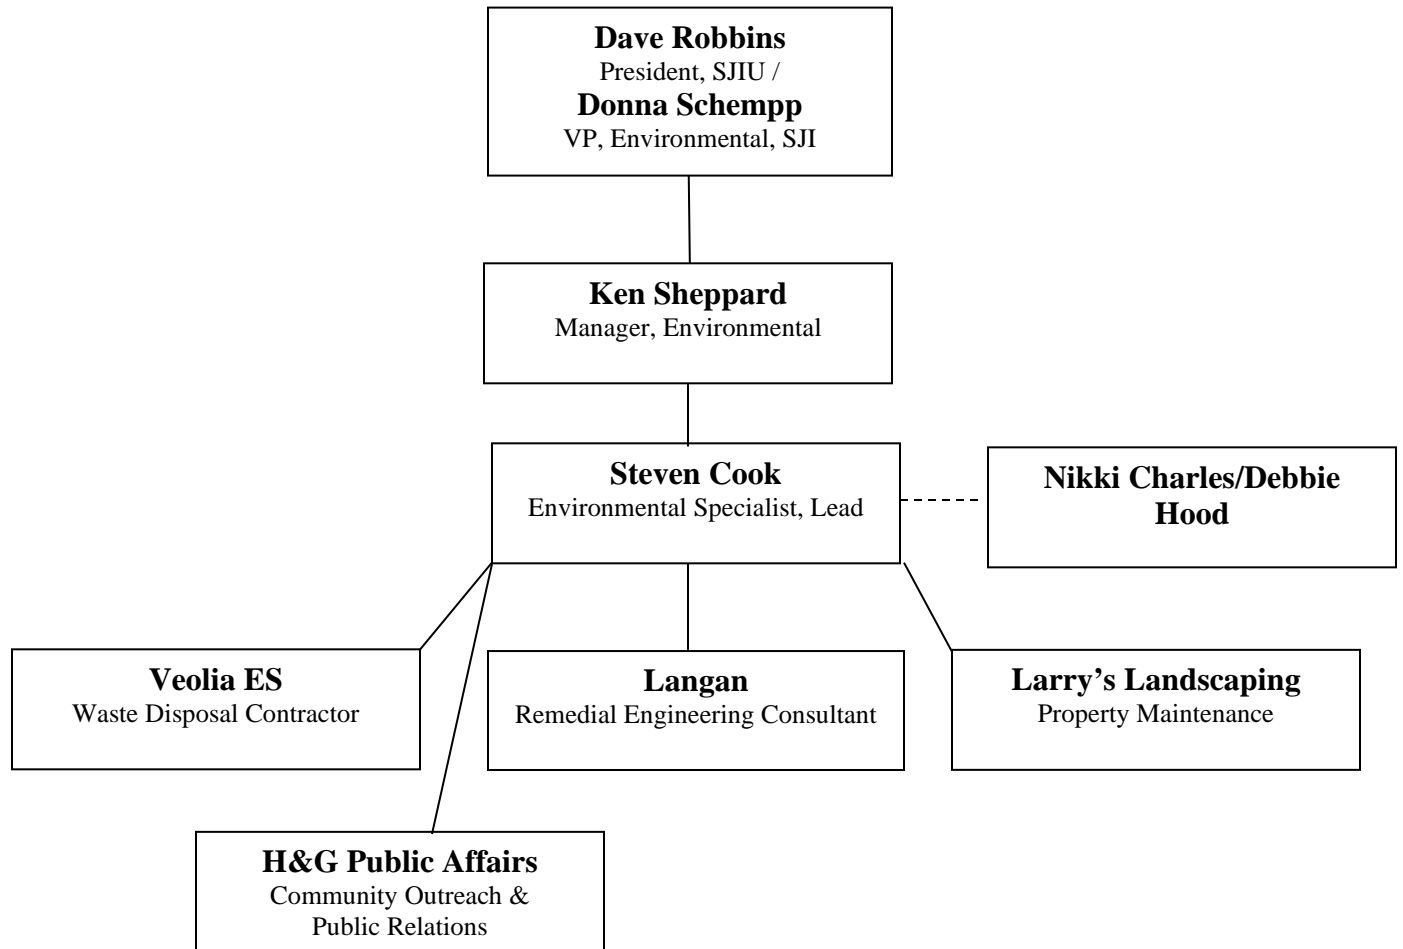 Dave Robbins
President, SJIU /
Donna Schempp
VP, Environmental, SJI
Ken Sheppard
Manager, Environmental
Steven Cook
Environmental Specialist, Lead
Nikki Charles/Debbie
Hood
Veolia ES
Waste Disposal Contractor
Langan
Remedial Engineering Consultant
Larry’s Landscaping
Property Maintenance
H&G Public Affairs
Community Outreach &
Public Relations